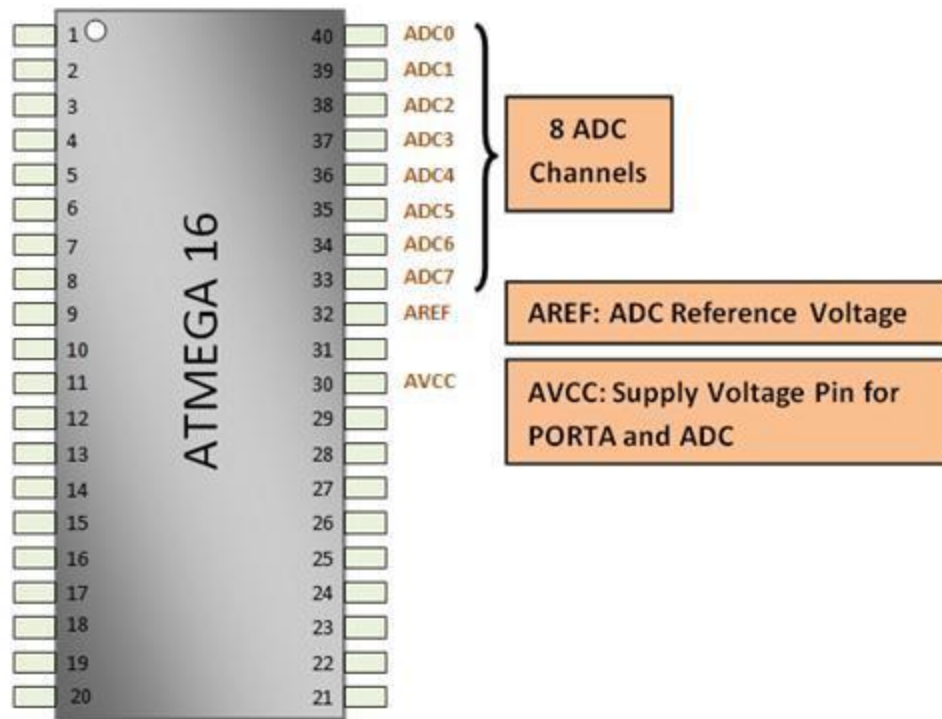 1 40 ADC0
2 39 ADC1
3 38 ADC2
4 37 ADC3
5 36 ADC4
6 35 ADC5
7 34 ADC6
8 33 ADC7
9 32 AREF
10 31
11 30 AVCC
12 29
13 28
14 27
15 26
16 25
17 24
18 23
19 22
20 21
ATMEGA 16
8 ADC
Channels
AREF: ADC Reference Voltage
AVCC: Supply Voltage Pin for
PORTA and ADC